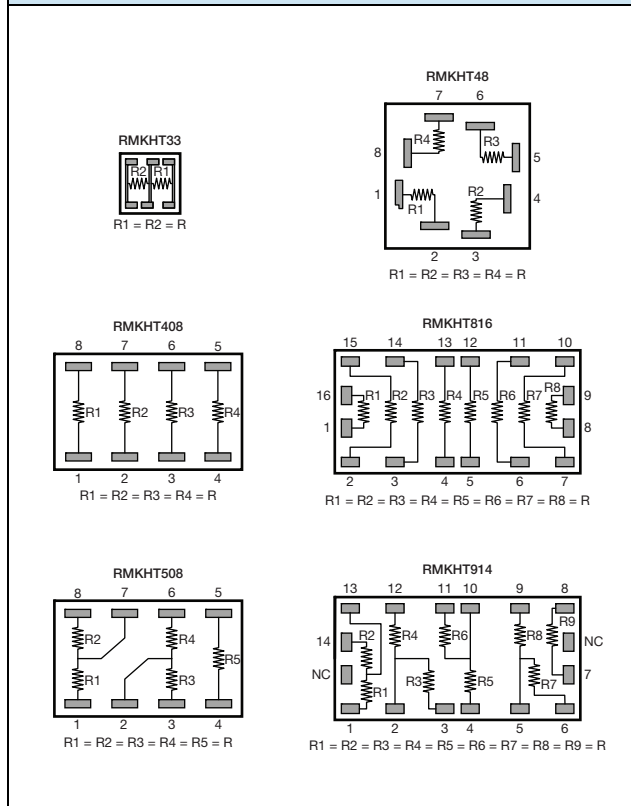 RMKHT33
R2 R1
R1 = R2 = R
RMKHT48
7 6
R4 R3
8 5
1 R1 R2 4
2 3
R1 = R2 = R3 = R4 = R
RMKHT408
8 7 6 5
R1 R2 R3 R4
1 2 3 4
R1 = R2 = R3 = R4 = R
RMKHT816
15 14 13 12 11 10
16 R1 R2 R3 R4 R5 R6 R7 R8 9
1 8
2 3 4 5 6 7
R1 = R2 = R3 = R4 = R5 = R6 = R7 = R8 = R
RMKHT508
8 7 6 5
R2 R4 R5
R1 R3
1 2 3 4
R1 = R2 = R3 = R4 = R5 = R
RMKHT914
13 12 11 10 9 8
14 R2 R4 R6 R8 R9 NC
NC R1 R3 R5 R7 7
1 2 3 4 5 6
R1 = R2 = R3 = R4 = R5 = R6 = R7 = R8 = R9 = R